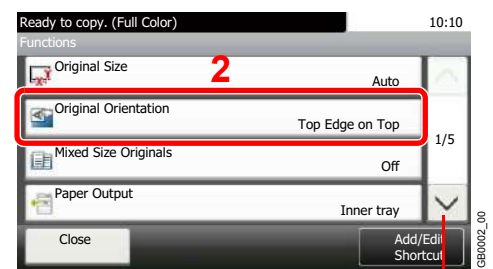 Ready to copy. (Full Color) 10:10
Functions
Original Size
2
Auto
Original Orientation
Top Edge on Top
1/5
Mixed Size Originals
Off
Paper Output
Inner tray
Close
Add/Edit
Shortcut
GB0002_00